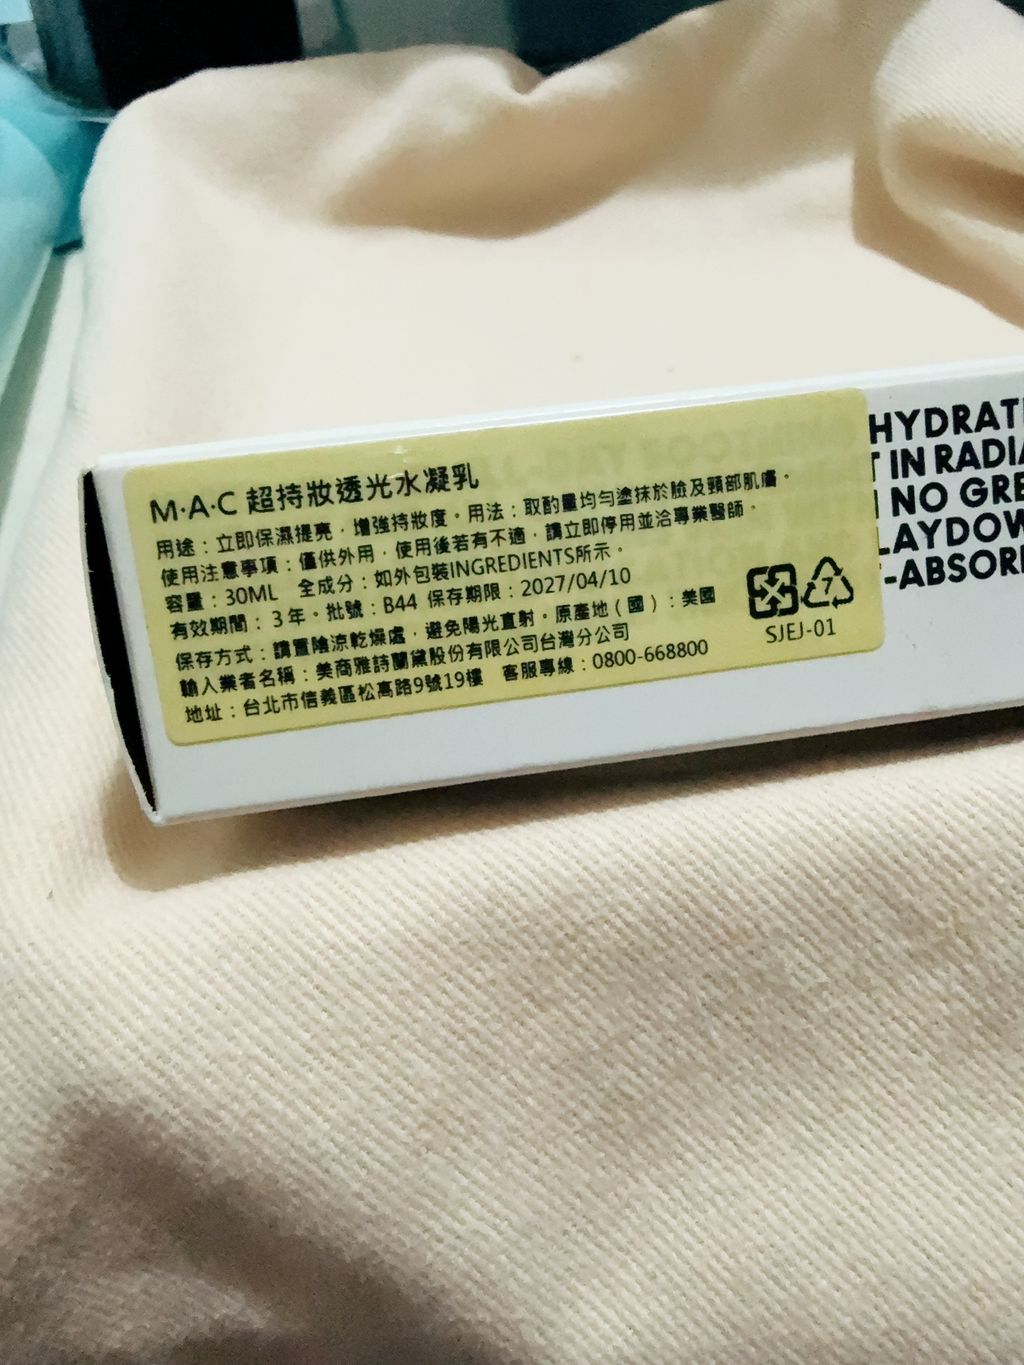 M·A·C 超持妝透光水凝乳
用途：立即保濕提亮，增強持妝度。用法：取酌量均勻塗抹於臉及頸部肌膚。
使用注意事項：僅供外用，使用後若有不適，請立即停用並洽專業醫師。
容量：30ML 全成分：如外包裝INGREDIENTS所示。
有效期間：3年。批號：B44 保存期限：2027/04/10
保存方式：請置陰涼乾燥處，避免陽光直射。原產地（國）：美國
輸入業者名稱：美商雅詩蘭黛股份有限公司台灣分公司
地址：台北市信義區松高路9號19樓 客服專線：0800-668800
7
SJEJ-01
HYDRATI
T IN RADIA
NO GRE
LAYDOW
-ABSORI